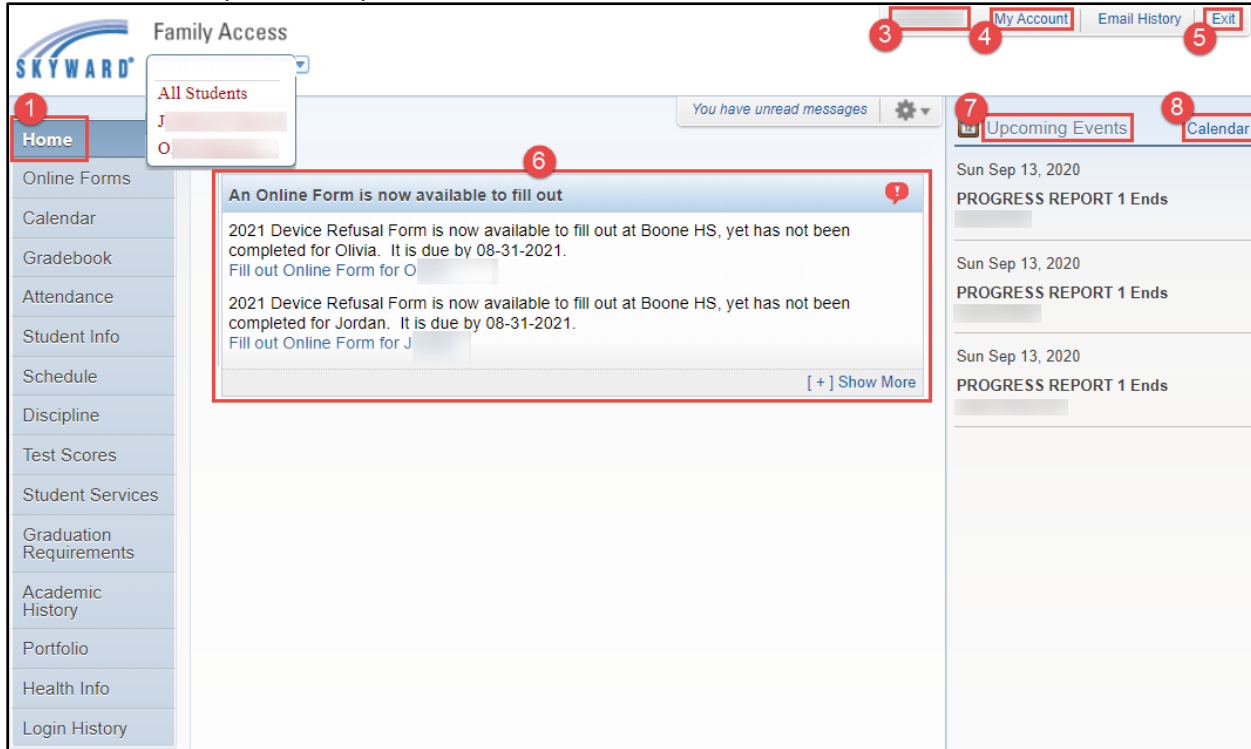 Family Access
SKYWARD®
All Students
J
O
3
My Account
4
Email History
Exit
5
1
Home
Online Forms
Calendar
Gradebook
Attendance
Student Info
Schedule
Discipline
Test Scores
Student Services
Graduation
Requirements
Academic
History
Portfolio
Health Info
Login History
You have unread messages
6
An Online Form is now available to fill out
2021 Device Refusal Form is now available to fill out at Boone HS, yet has not been
completed for Olivia. It is due by 08-31-2021.
Fill out Online Form for O
2021 Device Refusal Form is now available to fill out at Boone HS, yet has not been
completed for Jordan. It is due by 08-31-2021.
Fill out Online Form for J
[ + ] Show More
7
Upcoming Events
8
Calendar
Sun Sep 13, 2020
PROGRESS REPORT 1 Ends
Sun Sep 13, 2020
PROGRESS REPORT 1 Ends
Sun Sep 13, 2020
PROGRESS REPORT 1 Ends